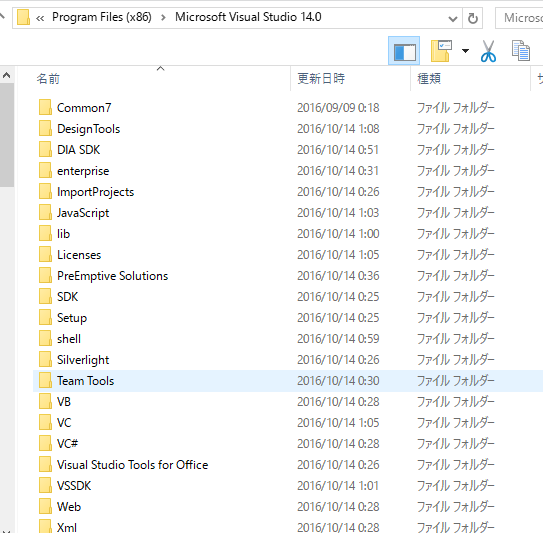 « Program Files (x86) > Microsoft Visual Studio 14.0 Microso
名前 更新日時 種類 サ
Common7 2016/09/09 0:18 ファイル フォルダー
DesignTools 2016/10/14 1:08 ファイル フォルダー
DIA SDK 2016/10/14 0:51 ファイル フォルダー
enterprise 2016/10/14 0:31 ファイル フォルダー
ImportProjects 2016/10/14 0:26 ファイル フォルダー
JavaScript 2016/10/14 1:03 ファイル フォルダー
lib 2016/10/14 1:00 ファイル フォルダー
Licenses 2016/10/14 1:05 ファイル フォルダー
PreEmptive Solutions 2016/10/14 0:36 ファイル フォルダー
SDK 2016/10/14 0:25 ファイル フォルダー
Setup 2016/10/14 0:25 ファイル フォルダー
shell 2016/10/14 0:59 ファイル フォルダー
Silverlight 2016/10/14 0:26 ファイル フォルダー
Team Tools 2016/10/14 0:30 ファイル フォルダー
VB 2016/10/14 0:28 ファイル フォルダー
VC 2016/10/14 1:05 ファイル フォルダー
VC# 2016/10/14 0:28 ファイル フォルダー
Visual Studio Tools for Office 2016/10/14 0:26 ファイル フォルダー
VSSDK 2016/10/14 1:01 ファイル フォルダー
Web 2016/10/14 0:28 ファイル フォルダー
Xml 2016/10/14 0:28 ファイル フォルダー